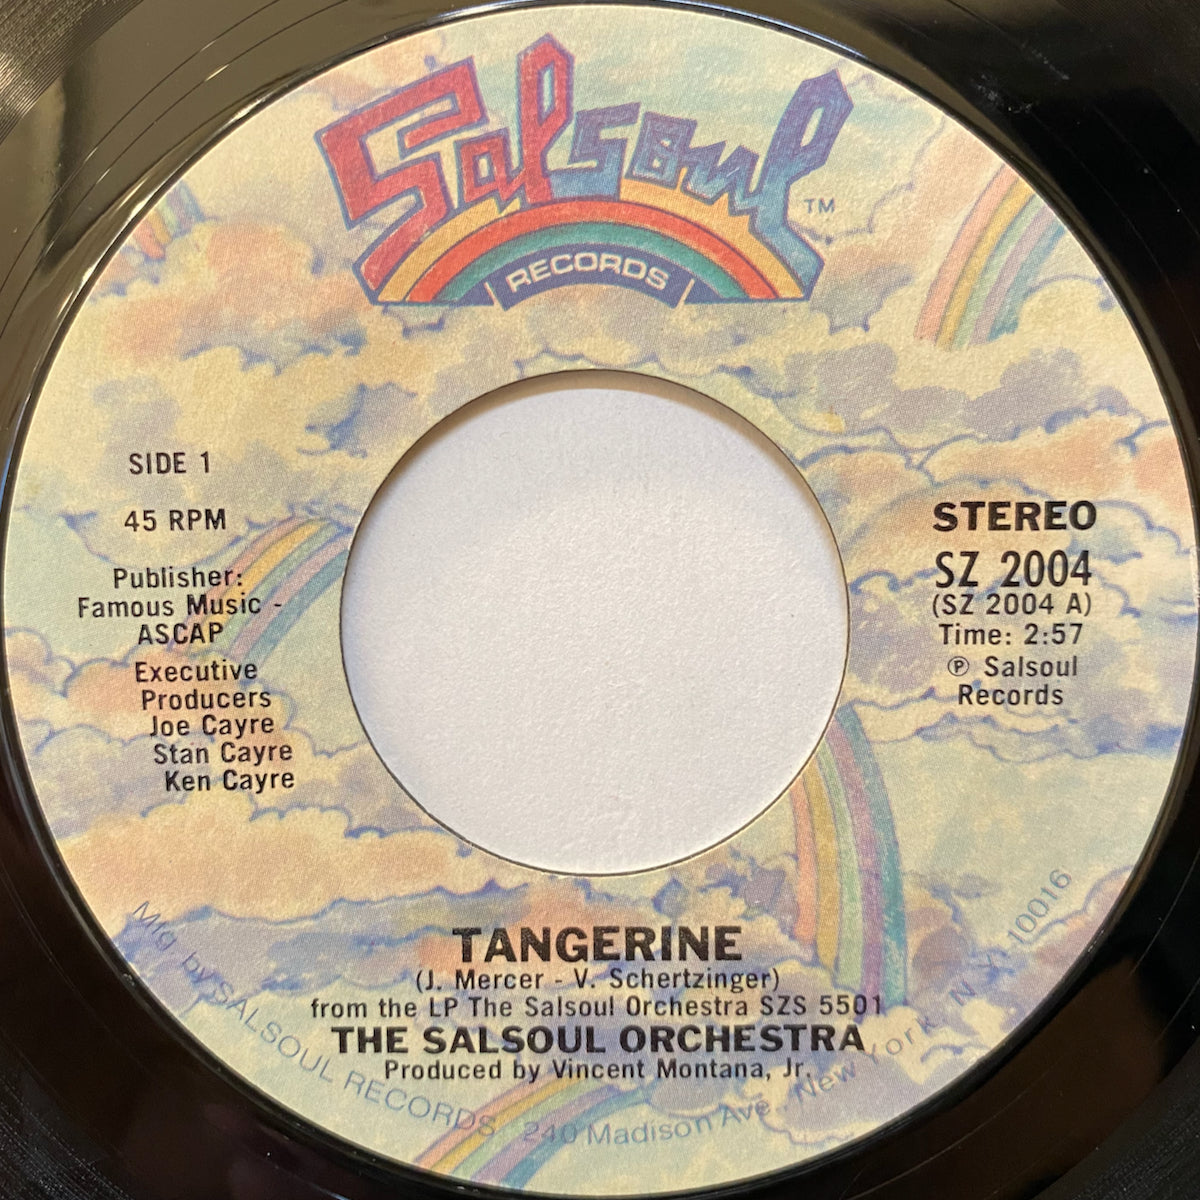 Salsoul TM
RECORDS
SIDE 1
45 RPM
Publisher:
Famous Music -
ASCAP
Executive
Producers
Joe Cayre
Stan Cayre
Ken Cayre
STEREO
SZ 2004
(SZ 2004 A)
Time: 2:57
℗ Salsoul
Records
TANGERINE
(J. Mercer - V. Schertzinger)
from the LP The Salsoul Orchestra SZS 5501
THE SALSOUL ORCHESTRA
Produced by Vincent Montana, Jr.
Mfg. by SALSOUL RECORDS 240 Madison Ave., New York, N.Y. 10016